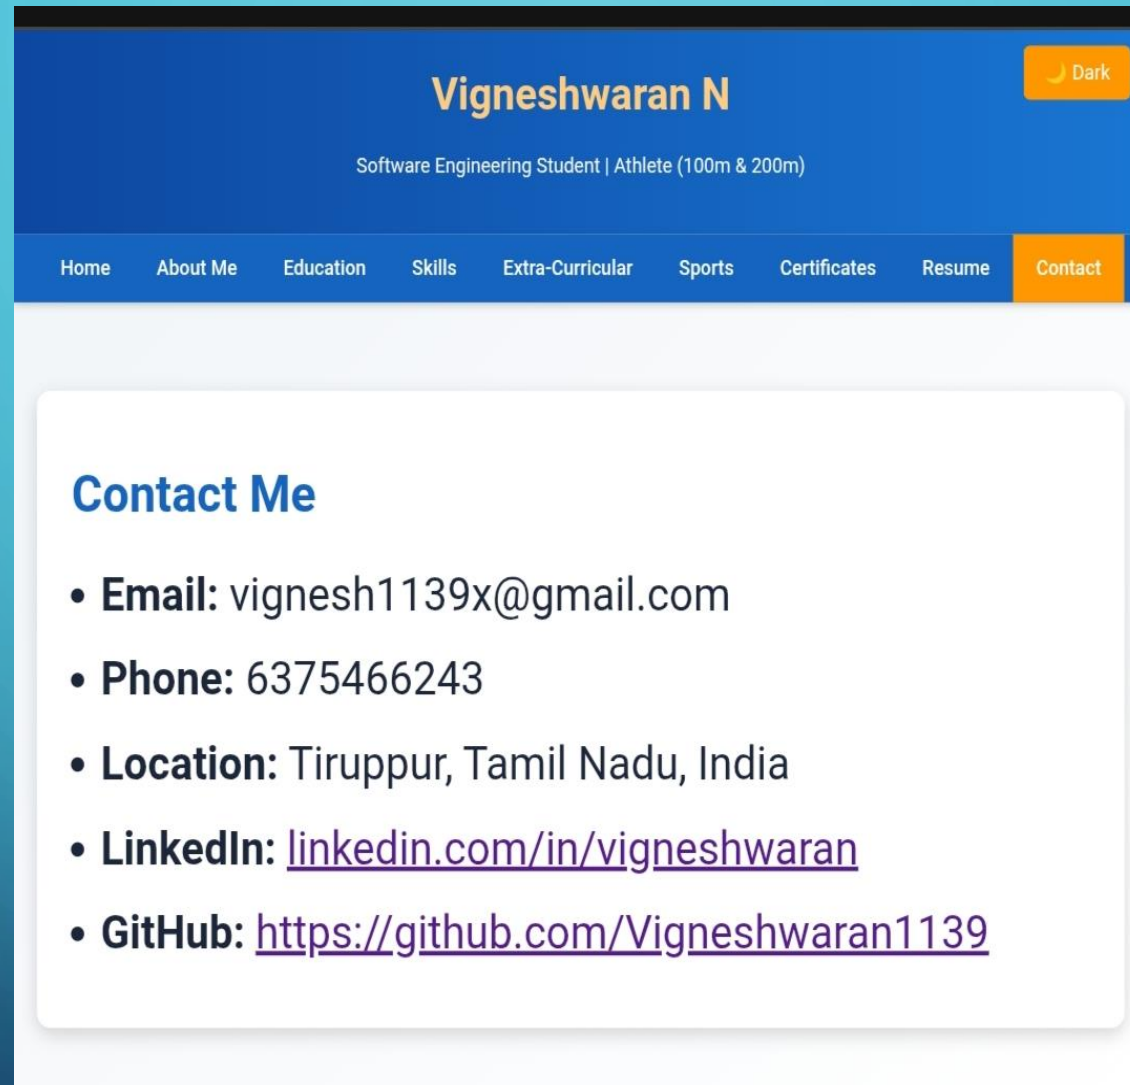 Vigneshwaran N
🌙 Dark
Software Engineering Student | Athlete (100m & 200m)
Home About Me Education Skills Extra-Curricular Sports Certificates Resume Contact
Contact Me
• Email: vignesh1139x@gmail.com
• Phone: 6375466243
• Location: Tiruppur, Tamil Nadu, India
• LinkedIn: linkedin.com/in/vigneshwaran
• GitHub: https://github.com/Vigneshwaran1139